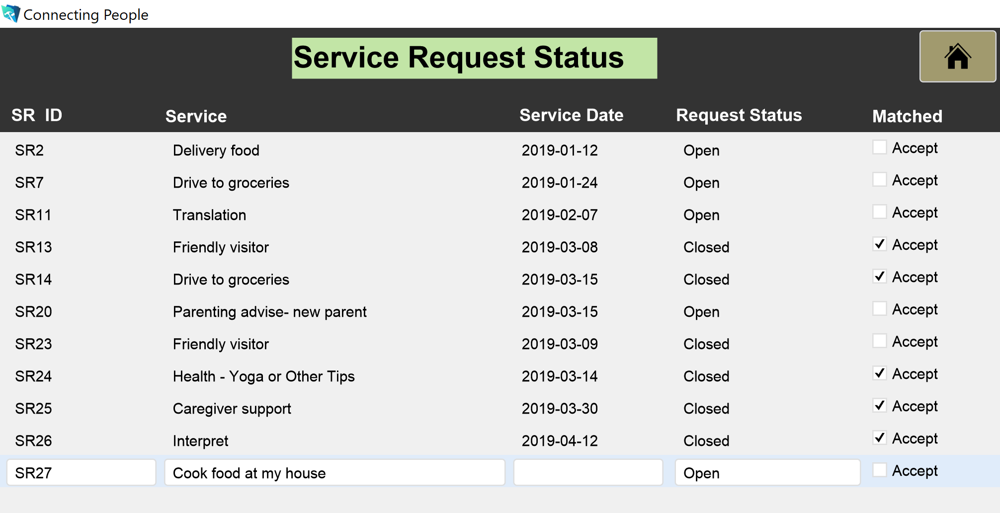 Connecting People
Service Request Status
SR ID Service Service Date Request Status Matched
SR2 Delivery food 2019-01-12 Open Accept
SR7 Drive to groceries 2019-01-24 Open Accept
SR11 Translation 2019-02-07 Open Accept
SR13 Friendly visitor 2019-03-08 Closed Accept
SR14 Drive to groceries 2019-03-15 Closed Accept
SR20 Parenting advise- new parent 2019-03-15 Open Accept
SR23 Friendly visitor 2019-03-09 Closed Accept
SR24 Health - Yoga or Other Tips 2019-03-14 Closed Accept
SR25 Caregiver support 2019-03-30 Closed Accept
SR26 Interpret 2019-04-12 Closed Accept
SR27 Cook food at my house Open Accept